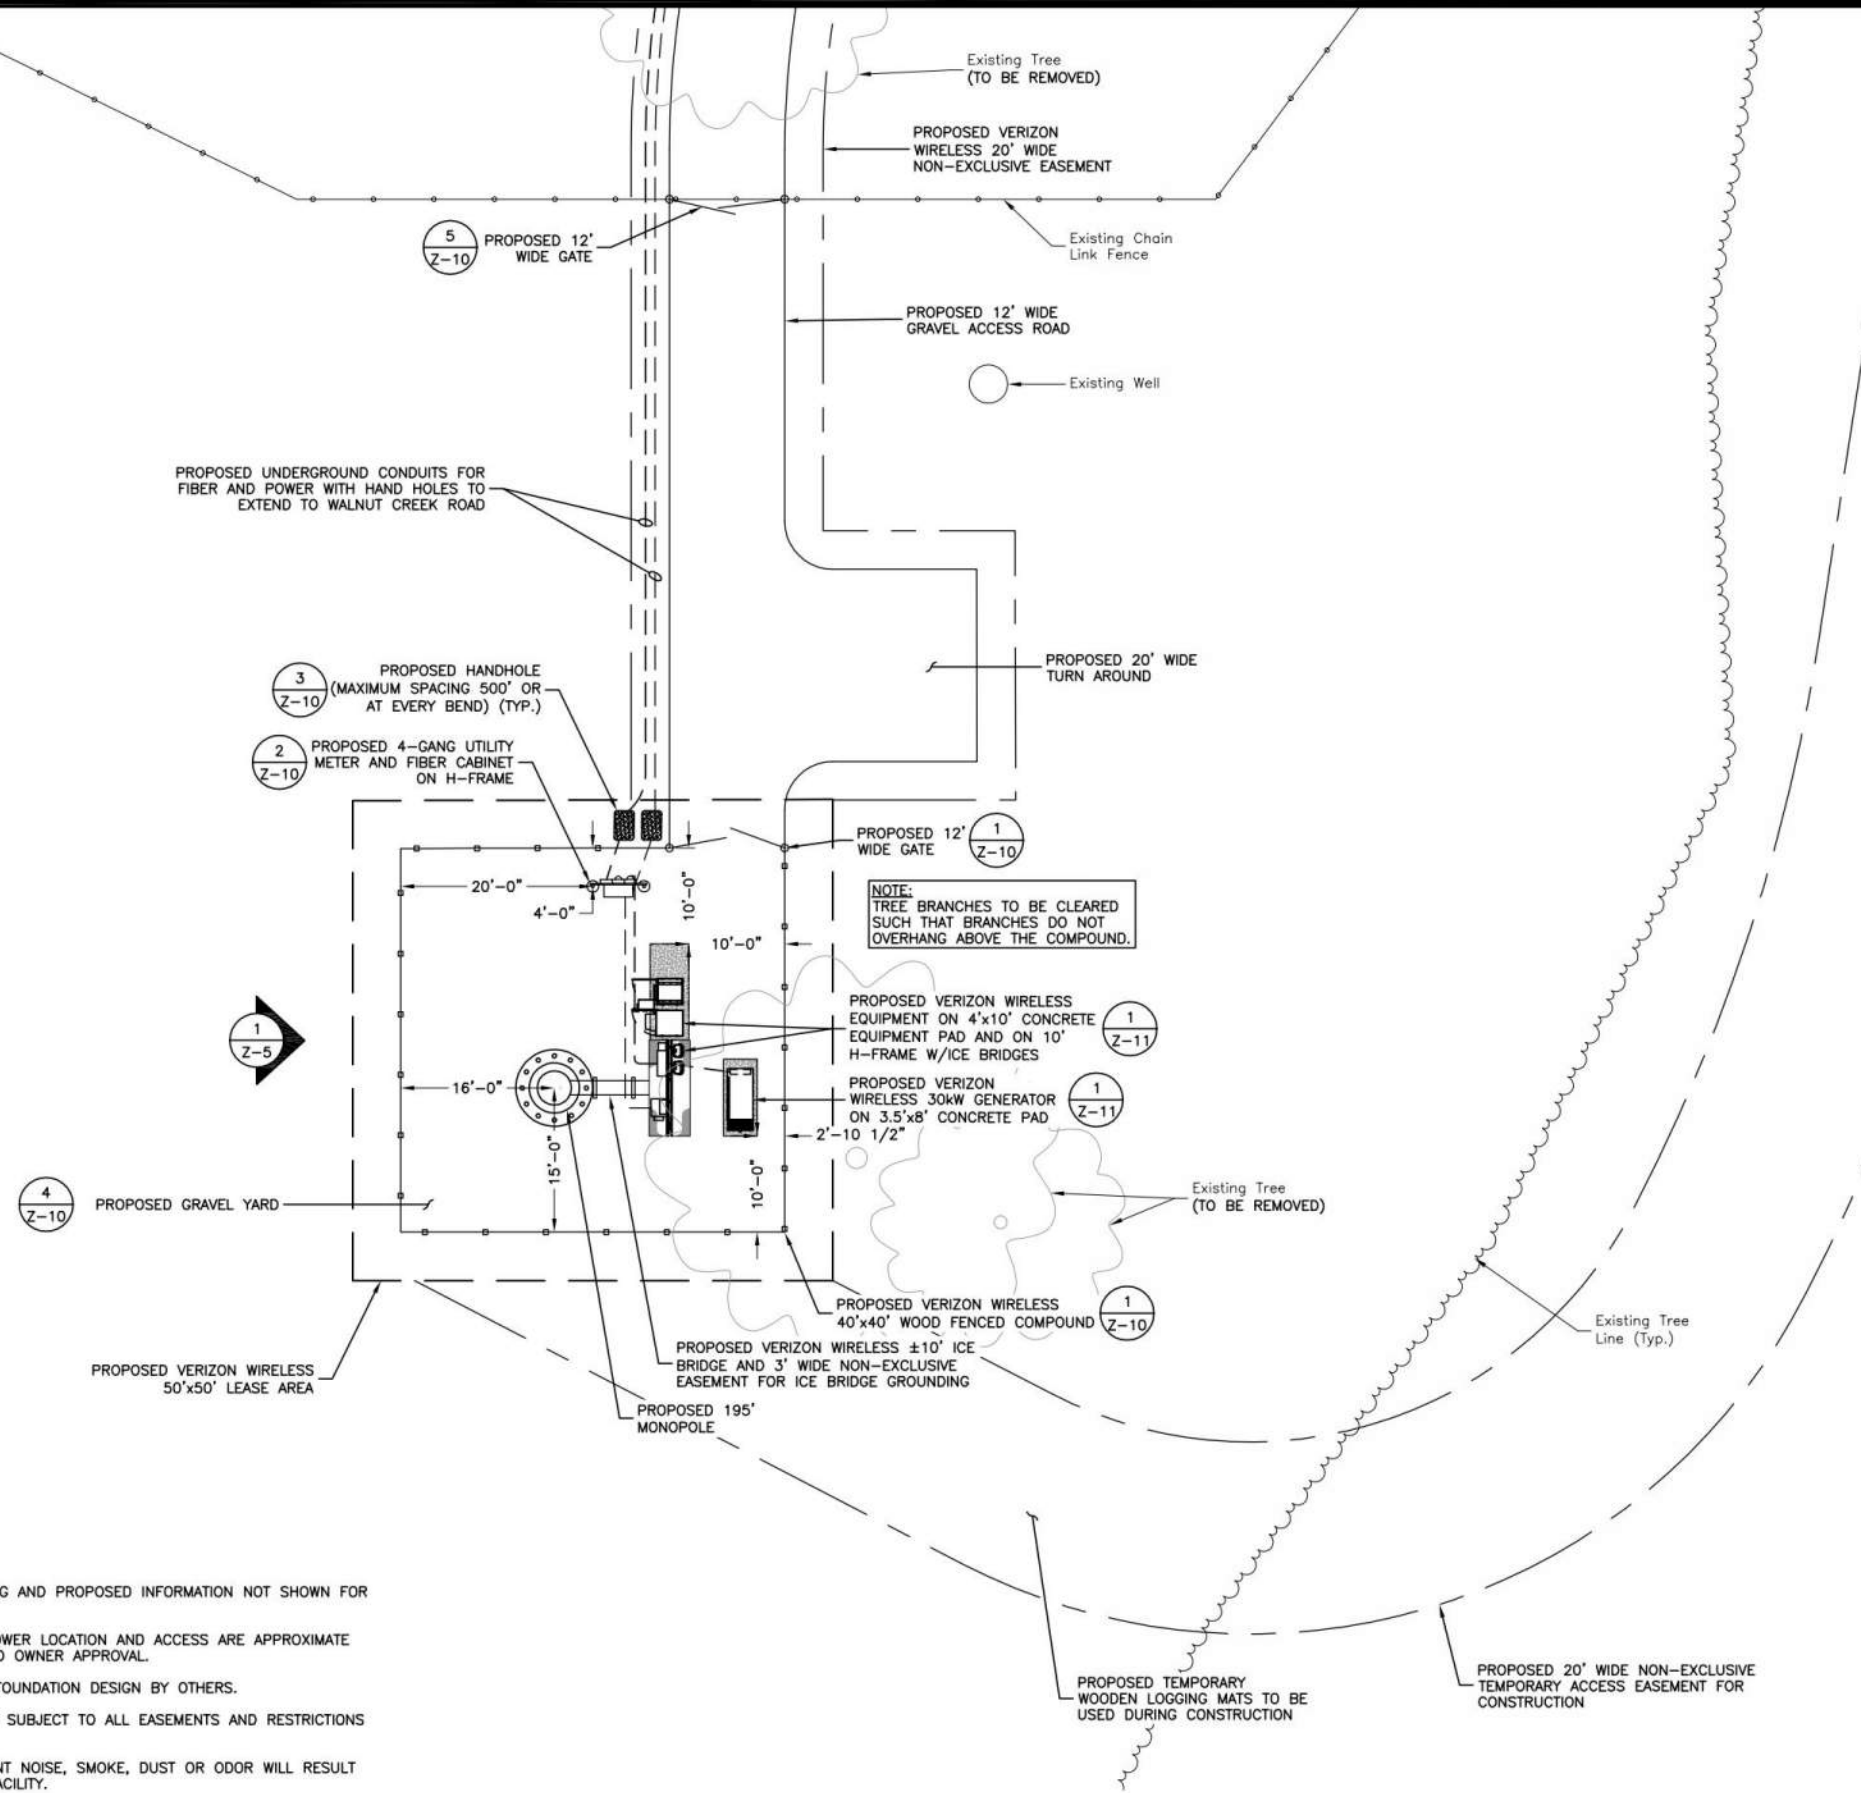 Existing Tree
(TO BE REMOVED)
PROPOSED VERIZON
WIRELESS 20' WIDE
NON-EXCLUSIVE EASEMENT
5
Z-10
PROPOSED 12'
WIDE GATE
Existing Chain
Link Fence
PROPOSED 12' WIDE
GRAVEL ACCESS ROAD
Existing Well
PROPOSED UNDERGROUND CONDUITS FOR
FIBER AND POWER WITH HAND HOLES TO
EXTEND TO WALNUT CREEK ROAD
PROPOSED 20' WIDE
TURN AROUND
3
Z-10
PROPOSED HANDHOLE
(MAXIMUM SPACING 500' OR
AT EVERY BEND) (TYP.)
2
Z-10
PROPOSED 4-GANG UTILITY
METER AND FIBER CABINET
ON H-FRAME
PROPOSED 12'
WIDE GATE
1
Z-10
20'-0"
4'-0"
10'-0"
10'-0"
NOTE:
TREE BRANCHES TO BE CLEARED
SUCH THAT BRANCHES DO NOT
OVERHANG ABOVE THE COMPOUND.
1
Z-5
PROPOSED VERIZON WIRELESS
EQUIPMENT ON 4'x10' CONCRETE
EQUIPMENT PAD AND ON 10'
H-FRAME W/ICE BRIDGES
1
Z-11
16'-0"
PROPOSED VERIZON
WIRELESS 30kW GENERATOR
ON 3.5'x8' CONCRETE PAD
1
Z-11
2'-10 1/2"
15'-0"
10'-0"
4
Z-10
PROPOSED GRAVEL YARD
Existing Tree
(TO BE REMOVED)
PROPOSED VERIZON WIRELESS
40'x40' WOOD FENCED COMPOUND
1
Z-10
Existing Tree
Line (Typ.)
PROPOSED VERIZON WIRELESS ±10' ICE
BRIDGE AND 3' WIDE NON-EXCLUSIVE
EASEMENT FOR ICE BRIDGE GROUNDING
PROPOSED VERIZON WIRELESS
50'x50' LEASE AREA
PROPOSED 195'
MONOPOLE
G AND PROPOSED INFORMATION NOT SHOWN FOR
OWER LOCATION AND ACCESS ARE APPROXIMATE
D OWNER APPROVAL.
FOUNDATION DESIGN BY OTHERS.
SUBJECT TO ALL EASEMENTS AND RESTRICTIONS
NT NOISE, SMOKE, DUST OR ODOR WILL RESULT
ACILITY.
PROPOSED TEMPORARY
WOODEN LOGGING MATS TO BE
USED DURING CONSTRUCTION
PROPOSED 20' WIDE NON-EXCLUSIVE
TEMPORARY ACCESS EASEMENT FOR
CONSTRUCTION